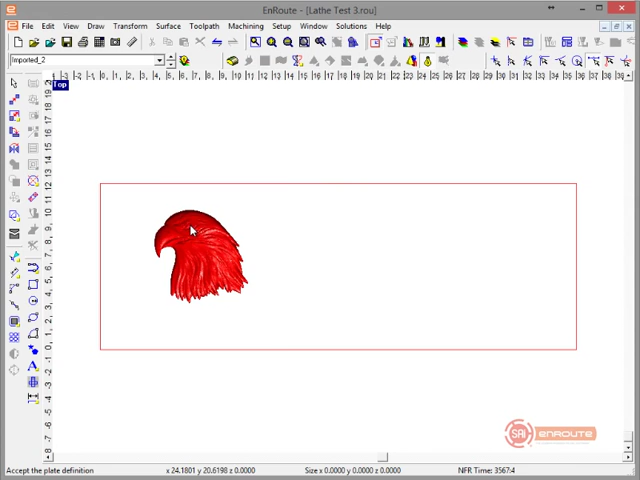 EnRoute - [Lathe Test 3.rou]
File Edit View Draw Transform Surface Toolpath Machining Setup Window Solutions Help
Imported_2
Top
SAi ENROUTE
Accept the plate definition x 24.1801 y 20.6198 z 0.0000 Size x 0.0000 y 0.0000 z 0.0000 NFR Time: 3567:4